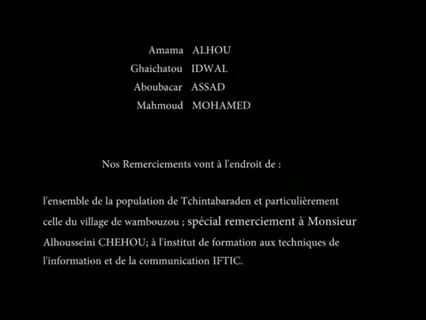 Amama ALHOU
Ghaichatou IDWAL
Aboubacar ASSAD
Mahmoud MOHAMED
Nos Remerciements vont à l'endroit de :
l'ensemble de la population de Tchintabaraden et particulièrement
celle du village de wambouzou ; spécial remerciement à Monsieur
Alhousseini CHEHOU; à l'institut de formation aux techniques de
l'information et de la communication IFTIC.